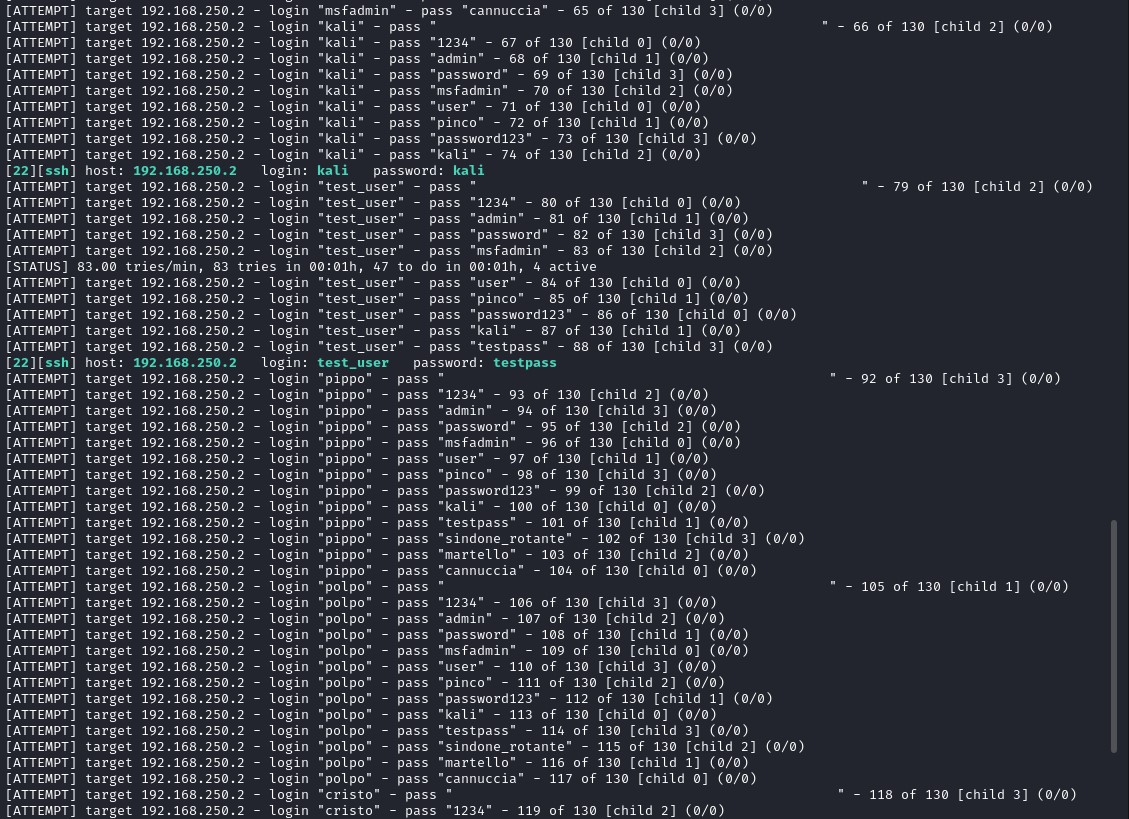 [ATTEMPT] target 192.168.250.2 - login "msfadmin" - pass "cannuccia" - 65 of 130 [child 3] (0/0)
[ATTEMPT] target 192.168.250.2 - login "kali" - pass "                                                " - 66 of 130 [child 2] (0/0)
[ATTEMPT] target 192.168.250.2 - login "kali" - pass "1234" - 67 of 130 [child 0] (0/0)
[ATTEMPT] target 192.168.250.2 - login "kali" - pass "admin" - 68 of 130 [child 1] (0/0)
[ATTEMPT] target 192.168.250.2 - login "kali" - pass "password" - 69 of 130 [child 3] (0/0)
[ATTEMPT] target 192.168.250.2 - login "kali" - pass "msfadmin" - 70 of 130 [child 2] (0/0)
[ATTEMPT] target 192.168.250.2 - login "kali" - pass "user" - 71 of 130 [child 0] (0/0)
[ATTEMPT] target 192.168.250.2 - login "kali" - pass "pinco" - 72 of 130 [child 1] (0/0)
[ATTEMPT] target 192.168.250.2 - login "kali" - pass "password123" - 73 of 130 [child 3] (0/0)
[ATTEMPT] target 192.168.250.2 - login "kali" - pass "kali" - 74 of 130 [child 2] (0/0)
[22][ssh] host: 192.168.250.2   login: kali   password: kali
[ATTEMPT] target 192.168.250.2 - login "test_user" - pass "                                                " - 79 of 130 [child 2] (0/0)
[ATTEMPT] target 192.168.250.2 - login "test_user" - pass "1234" - 80 of 130 [child 0] (0/0)
[ATTEMPT] target 192.168.250.2 - login "test_user" - pass "admin" - 81 of 130 [child 1] (0/0)
[ATTEMPT] target 192.168.250.2 - login "test_user" - pass "password" - 82 of 130 [child 3] (0/0)
[ATTEMPT] target 192.168.250.2 - login "test_user" - pass "msfadmin" - 83 of 130 [child 2] (0/0)
[STATUS] 83.00 tries/min, 83 tries in 00:01h, 47 to do in 00:01h, 4 active
[ATTEMPT] target 192.168.250.2 - login "test_user" - pass "user" - 84 of 130 [child 0] (0/0)
[ATTEMPT] target 192.168.250.2 - login "test_user" - pass "pinco" - 85 of 130 [child 1] (0/0)
[ATTEMPT] target 192.168.250.2 - login "test_user" - pass "password123" - 86 of 130 [child 0] (0/0)
[ATTEMPT] target 192.168.250.2 - login "test_user" - pass "kali" - 87 of 130 [child 1] (0/0)
[ATTEMPT] target 192.168.250.2 - login "test_user" - pass "testpass" - 88 of 130 [child 3] (0/0)
[22][ssh] host: 192.168.250.2   login: test_user   password: testpass
[ATTEMPT] target 192.168.250.2 - login "pippo" - pass "                                                " - 92 of 130 [child 3] (0/0)
[ATTEMPT] target 192.168.250.2 - login "pippo" - pass "1234" - 93 of 130 [child 2] (0/0)
[ATTEMPT] target 192.168.250.2 - login "pippo" - pass "admin" - 94 of 130 [child 3] (0/0)
[ATTEMPT] target 192.168.250.2 - login "pippo" - pass "password" - 95 of 130 [child 2] (0/0)
[ATTEMPT] target 192.168.250.2 - login "pippo" - pass "msfadmin" - 96 of 130 [child 0] (0/0)
[ATTEMPT] target 192.168.250.2 - login "pippo" - pass "user" - 97 of 130 [child 1] (0/0)
[ATTEMPT] target 192.168.250.2 - login "pippo" - pass "pinco" - 98 of 130 [child 3] (0/0)
[ATTEMPT] target 192.168.250.2 - login "pippo" - pass "password123" - 99 of 130 [child 2] (0/0)
[ATTEMPT] target 192.168.250.2 - login "pippo" - pass "kali" - 100 of 130 [child 0] (0/0)
[ATTEMPT] target 192.168.250.2 - login "pippo" - pass "testpass" - 101 of 130 [child 1] (0/0)
[ATTEMPT] target 192.168.250.2 - login "pippo" - pass "sindone_rotante" - 102 of 130 [child 3] (0/0)
[ATTEMPT] target 192.168.250.2 - login "pippo" - pass "martello" - 103 of 130 [child 2] (0/0)
[ATTEMPT] target 192.168.250.2 - login "pippo" - pass "cannuccia" - 104 of 130 [child 0] (0/0)
[ATTEMPT] target 192.168.250.2 - login "polpo" - pass "                                                " - 105 of 130 [child 1] (0/0)
[ATTEMPT] target 192.168.250.2 - login "polpo" - pass "1234" - 106 of 130 [child 3] (0/0)
[ATTEMPT] target 192.168.250.2 - login "polpo" - pass "admin" - 107 of 130 [child 2] (0/0)
[ATTEMPT] target 192.168.250.2 - login "polpo" - pass "password" - 108 of 130 [child 1] (0/0)
[ATTEMPT] target 192.168.250.2 - login "polpo" - pass "msfadmin" - 109 of 130 [child 0] (0/0)
[ATTEMPT] target 192.168.250.2 - login "polpo" - pass "user" - 110 of 130 [child 3] (0/0)
[ATTEMPT] target 192.168.250.2 - login "polpo" - pass "pinco" - 111 of 130 [child 2] (0/0)
[ATTEMPT] target 192.168.250.2 - login "polpo" - pass "password123" - 112 of 130 [child 1] (0/0)
[ATTEMPT] target 192.168.250.2 - login "polpo" - pass "kali" - 113 of 130 [child 0] (0/0)
[ATTEMPT] target 192.168.250.2 - login "polpo" - pass "testpass" - 114 of 130 [child 3] (0/0)
[ATTEMPT] target 192.168.250.2 - login "polpo" - pass "sindone_rotante" - 115 of 130 [child 2] (0/0)
[ATTEMPT] target 192.168.250.2 - login "polpo" - pass "martello" - 116 of 130 [child 1] (0/0)
[ATTEMPT] target 192.168.250.2 - login "polpo" - pass "cannuccia" - 117 of 130 [child 0] (0/0)
[ATTEMPT] target 192.168.250.2 - login "cristo" - pass "                                                " - 118 of 130 [child 3] (0/0)
[ATTEMPT] target 192.168.250.2 - login "cristo" - pass "1234" - 119 of 130 [child 2] (0/0)